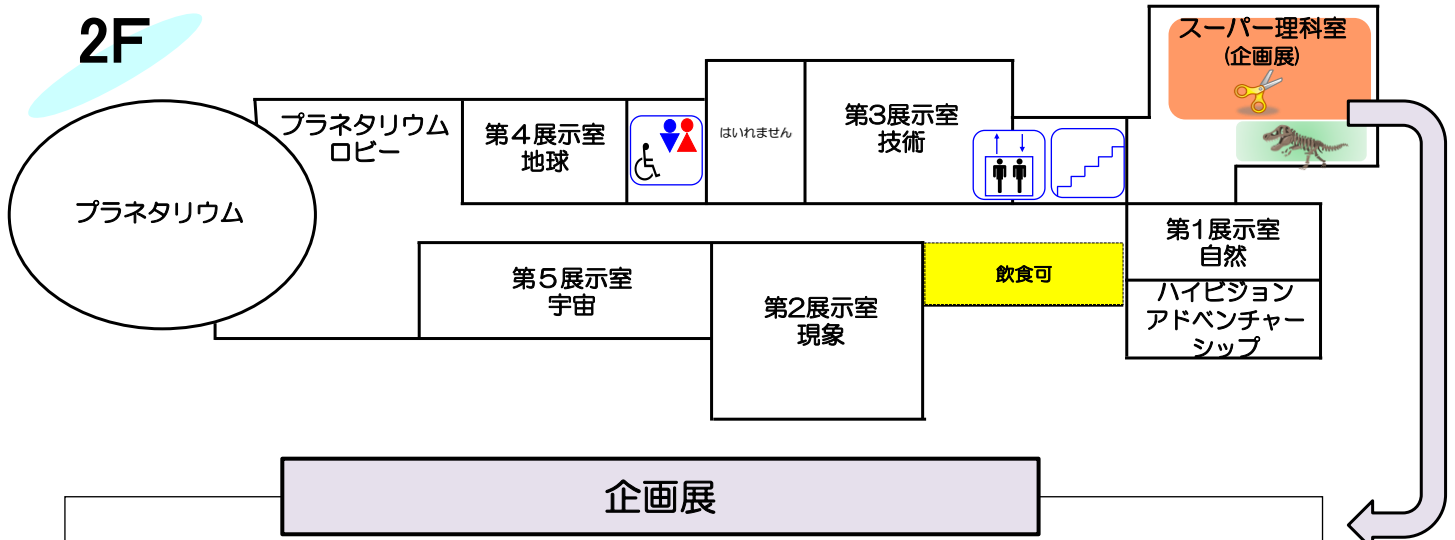 2F
スーパー理科室
(企画展)
プラネタリウム
ロビー
第4展示室
地球
はいれません
第3展示室
技術
プラネタリウム
第1展示室
自然
第５展示室
宇宙
第2展示室
現象
飲食可
ハイビジョン
アドベンチャー
シップ
企画展